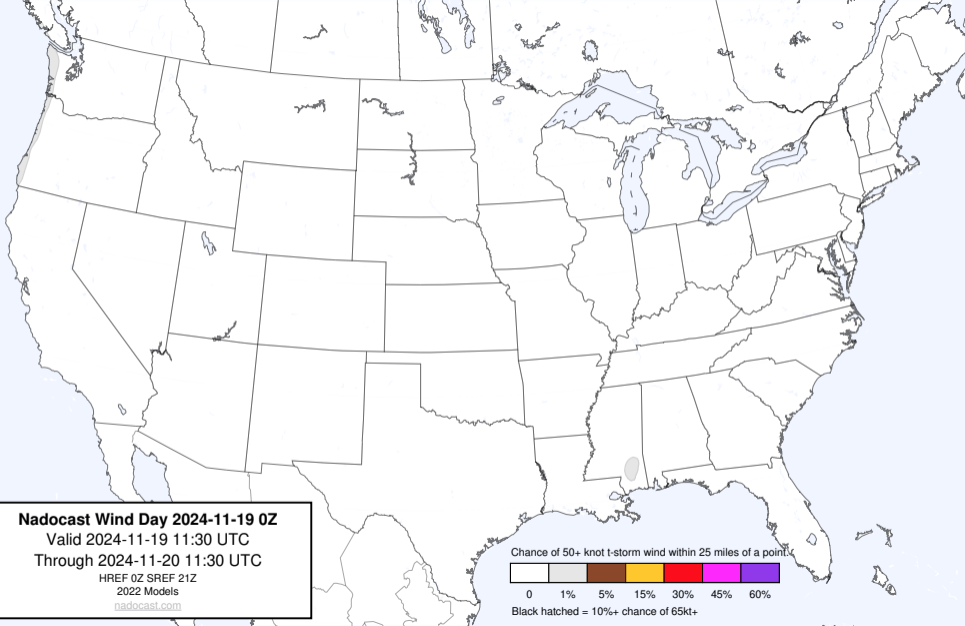 Nadocast Wind Day 2024-11-19 0Z
Valid 2024-11-19 11:30 UTC
Through 2024-11-20 11:30 UTC
HREF 0Z SREF 21Z
2022 Models
nadocast.com
Chance of 50+ knot t-storm wind within 25 miles of a point.
0 1% 5% 15% 30% 45% 60%
Black hatched = 10%+ chance of 65kt+